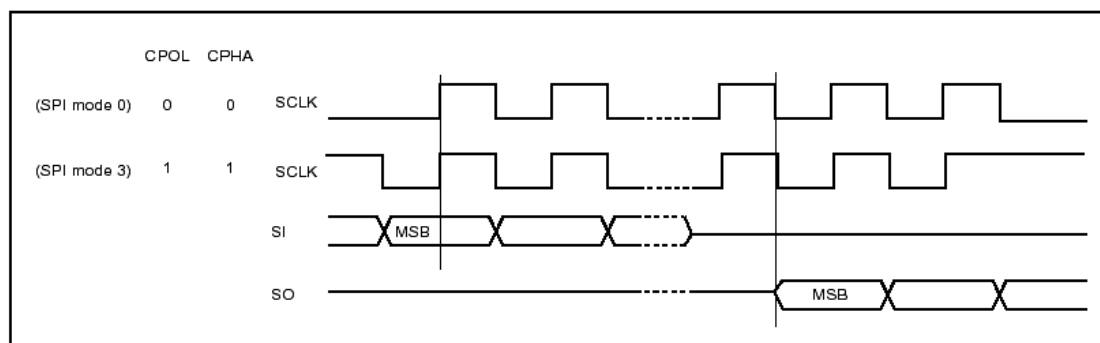 CPOL CPHA
(SPI mode 0) 0 0 SCLK
(SPI mode 3) 1 1 SCLK
SI MSB
SO MSB